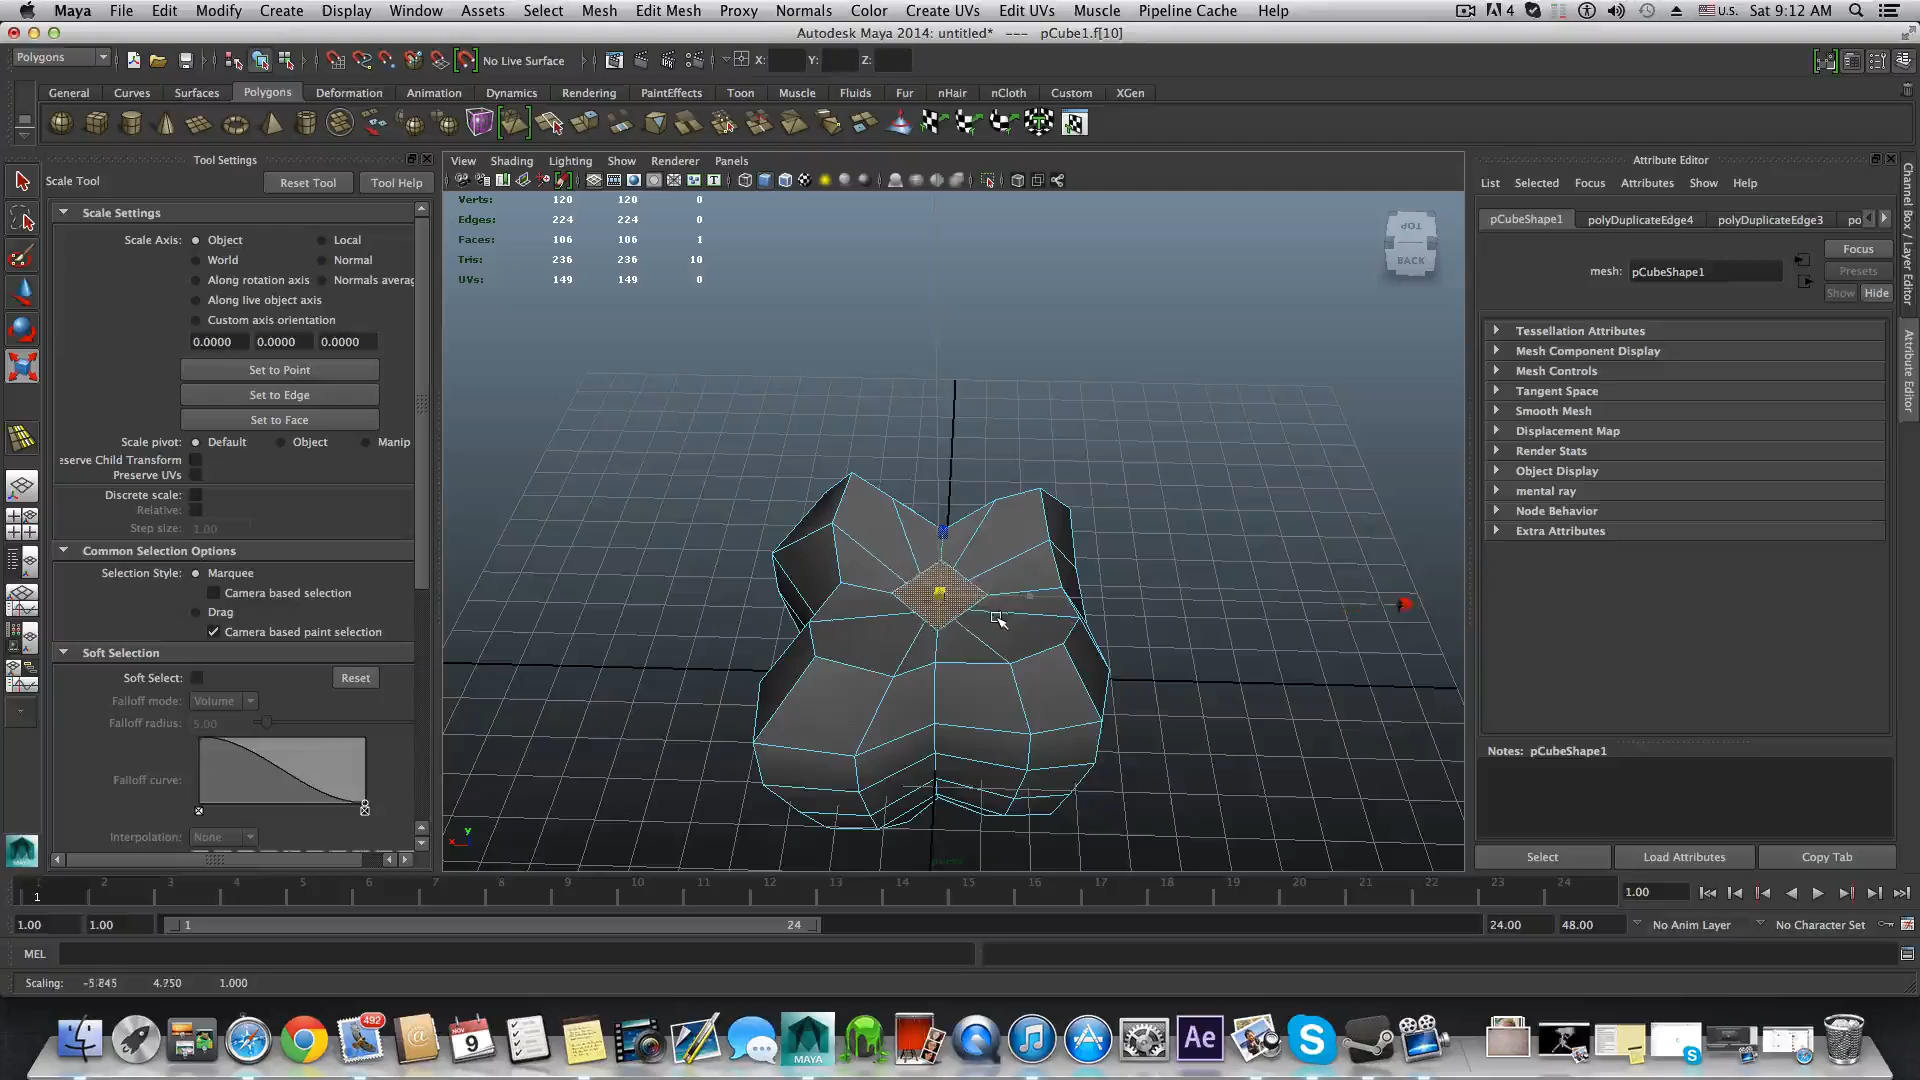 Maya File Edit Modify Create Display Window Assets Select Mesh Edit Mesh Proxy Normals Color Create UVs Edit UVs Muscle Pipeline Cache Help 4 U.S. Sat 9:12 AM
Autodesk Maya 2014: untitled* --- pCube1.f[10]
Polygons No Live Surface X: Y: Z:
General Curves Surfaces Polygons Deformation Animation Dynamics Rendering PaintEffects Toon Muscle Fluids Fur nHair nCloth Custom XGen
Tool Settings
Scale Tool Reset Tool Tool Help
Scale Settings
Scale Axis: Object Local
World Normal
Along rotation axis Normals averag
Along live object axis
Custom axis orientation
0.0000 0.0000 0.0000
Set to Point
Set to Edge
Set to Face
Scale pivot: Default Object Manip
eserve Child Transform
Preserve UVs
Discrete scale:
Relative:
Step size: 1.00
Common Selection Options
Selection Style: Marquee
Camera based selection
Drag
Camera based paint selection
Soft Selection
Soft Select: Reset
Falloff mode: Volume
Falloff radius: 5.00
Falloff curve:
Interpolation: None
View Shading Lighting Show Renderer Panels
Verts: 120 120 0
Edges: 224 224 0
Faces: 106 106 1
Tris: 236 236 10
UVs: 149 149 0
TOP
BACK
y
x
persp
Attribute Editor
List Selected Focus Attributes Show Help
pCubeShape1 polyDuplicateEdge4 polyDuplicateEdge3 po
Focus
mesh: pCubeShape1 Presets
Show Hide
Tessellation Attributes
Mesh Component Display
Mesh Controls
Tangent Space
Smooth Mesh
Displacement Map
Render Stats
Object Display
mental ray
Node Behavior
Extra Attributes
Notes: pCubeShape1
Select Load Attributes Copy Tab
Channel Box / Layer Editor
Attribute Editor
1 2 3 4 5 6 7 8 9 10 11 12 13 14 15 16 17 18 19 20 21 22 23 24
1 1.00
1.00 1.00 1 24 24.00 48.00 No Anim Layer No Character Set
MEL
Scaling: -5.845 4.750 1.000
492 NOV 9 MAYA Ae